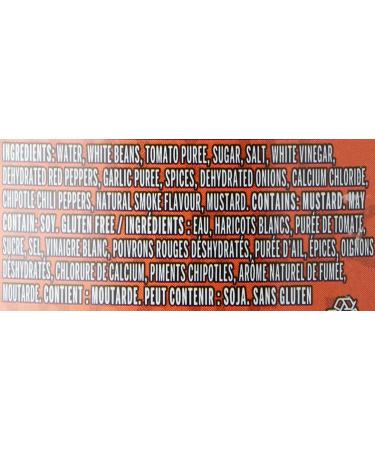 INGREDIENTS: WATER, WHITE BEANS, TOMATO PUREE, SUGAR, SALT, WHITE VINEGAR,
DEHYDRATED RED PEPPERS, GARLIC PUREE, SPICES, DEHYDRATED ONIONS, CALCIUM CHLORIDE,
CHIPOTLE CHILI PEPPERS, NATURAL SMOKE FLAVOUR, MUSTARD. CONTAINS: MUSTARD. MAY
CONTAIN: SOY. GLUTEN FREE / INGRÉDIENTS : EAU, HARICOTS BLANCS, PURÉE DE TOMATE,
SUCRE, SEL, VINAIGRE BLANC, POIVRONS ROUGES DÉSHYDRATÉS, PURÉE D'AIL, ÉPICES, OIGNONS
DÉSHYDRATÉS, CHLORURE DE CALCIUM, PIMENTS CHIPOTLES, ARÔME NATUREL DE FUMÉE,
MOUTARDE. CONTIENT : MOUTARDE. PEUT CONTENIR : SOJA. SANS GLUTEN